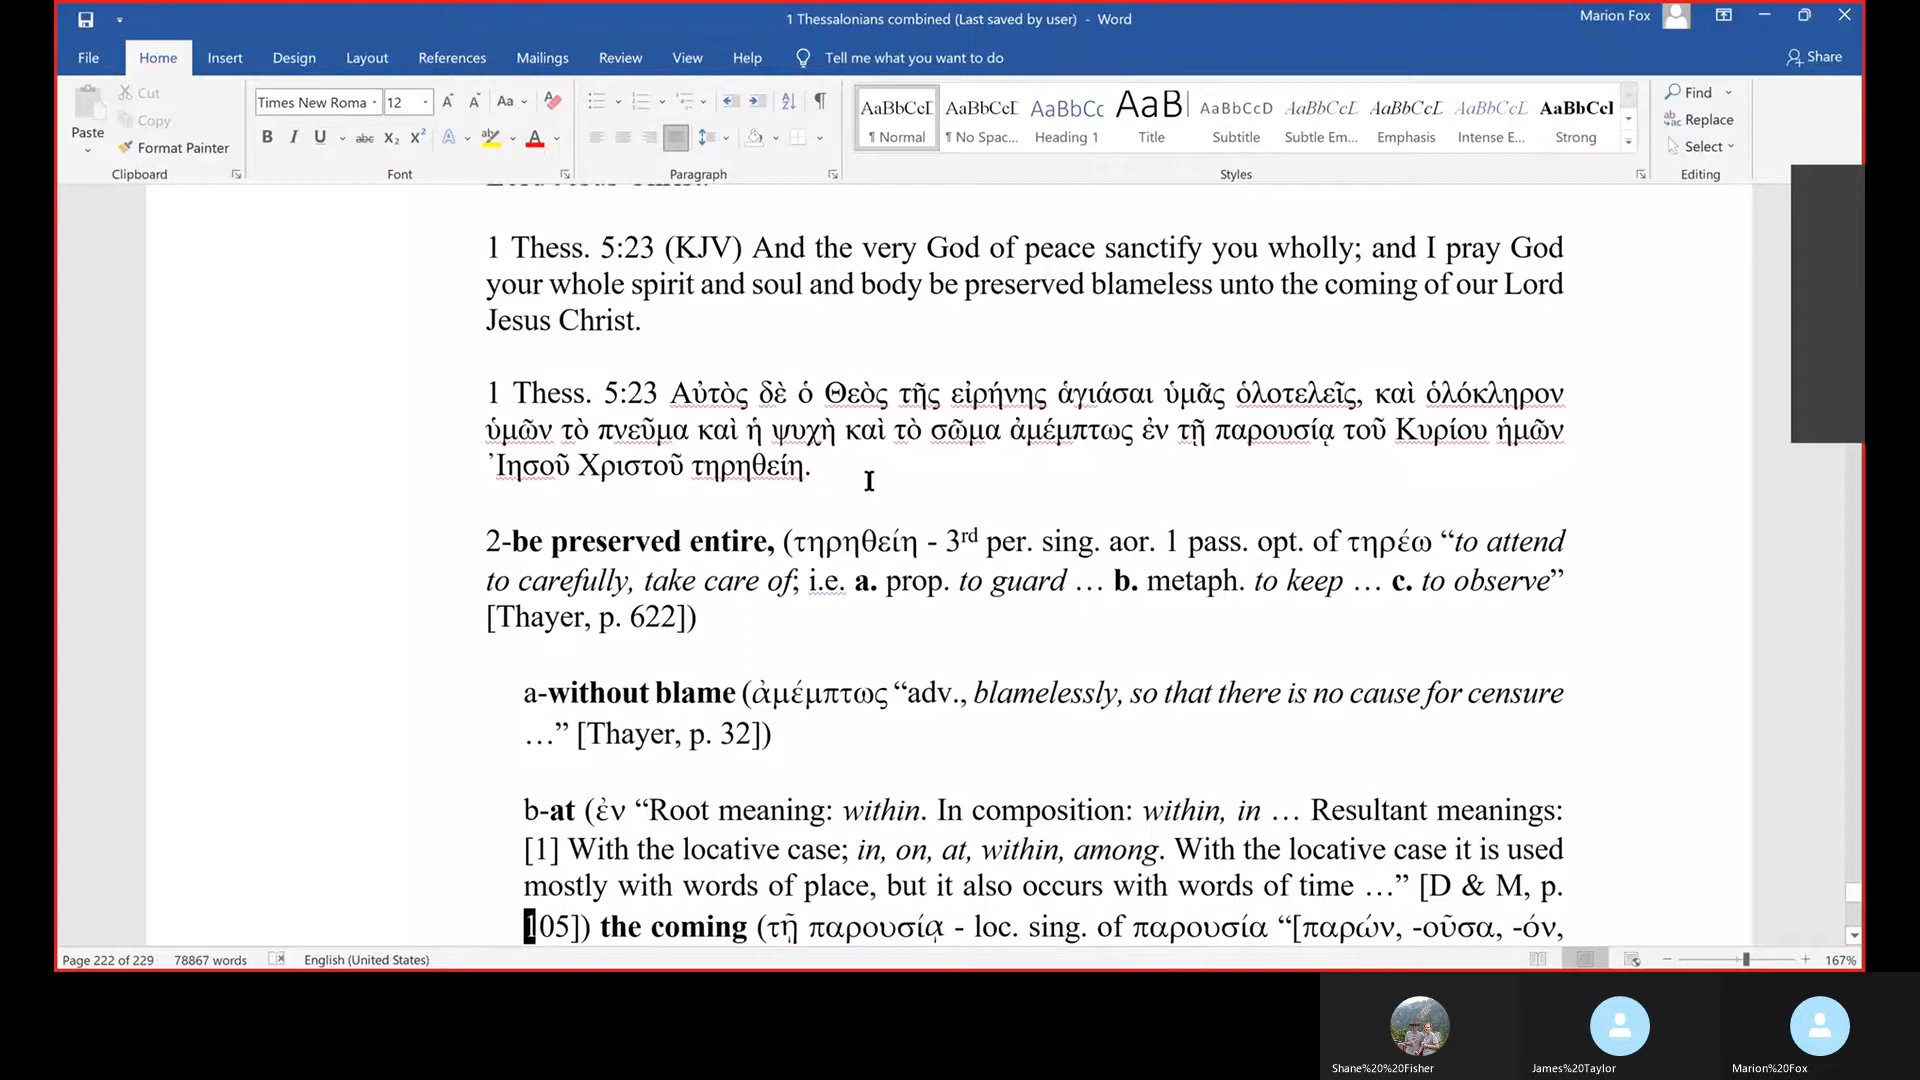 1 Thessalonians combined (Last saved by user) - Word
Marion Fox
File Home Insert Design Layout References Mailings Review View Help Tell me what you want to do Share
Paste
Cut
Copy
Format Painter
Clipboard
Times New Roma 12
Font
Paragraph
AaBbCcD AaBbCcD AaBbCc AaB AaBbCcD AaBbCcD AaBbCcD AaBbCcD AaBbCcl
¶ Normal ¶ No Spac... Heading 1 Title Subtitle Subtle Em... Emphasis Intense E... Strong
Styles
Find
Replace
Select
Editing
1 Thess. 5:23 (KJV) And the very God of peace sanctify you wholly; and I pray God
your whole spirit and soul and body be preserved blameless unto the coming of our Lord
Jesus Christ.
1 Thess. 5:23 Αὐτὸς δὲ ὁ Θεὸς τῆς εἰρήνης ἁγιάσαι ὑμᾶς ὁλοτελεῖς, καὶ ὁλόκληρον
ὑμῶν τὸ πνεῦμα καὶ ἡ ψυχὴ καὶ τὸ σῶμα ἀμέμπτως ἐν τῇ παρουσίᾳ τοῦ Κυρίου ἡμῶν
Ἰησοῦ Χριστοῦ τηρηθείη.
2-be preserved entire, (τηρηθείη - 3rd per. sing. aor. 1 pass. opt. of τηρέω “to attend
to carefully, take care of; i.e. a. prop. to guard … b. metaph. to keep … c. to observe”
[Thayer, p. 622])
a-without blame (ἀμέμπτως “adv., blamelessly, so that there is no cause for censure
…” [Thayer, p. 32])
b-at (ἐν “Root meaning: within. In composition: within, in … Resultant meanings:
[1] With the locative case; in, on, at, within, among. With the locative case it is used
mostly with words of place, but it also occurs with words of time …” [D & M, p.
105]) the coming (τῇ παρουσίᾳ - loc. sing. of παρουσία “[παρών, -οῦσα, -όν,
Page 222 of 229 78867 words English (United States) 167%
Shane%20%20Fisher James%20Taylor Marion%20Fox